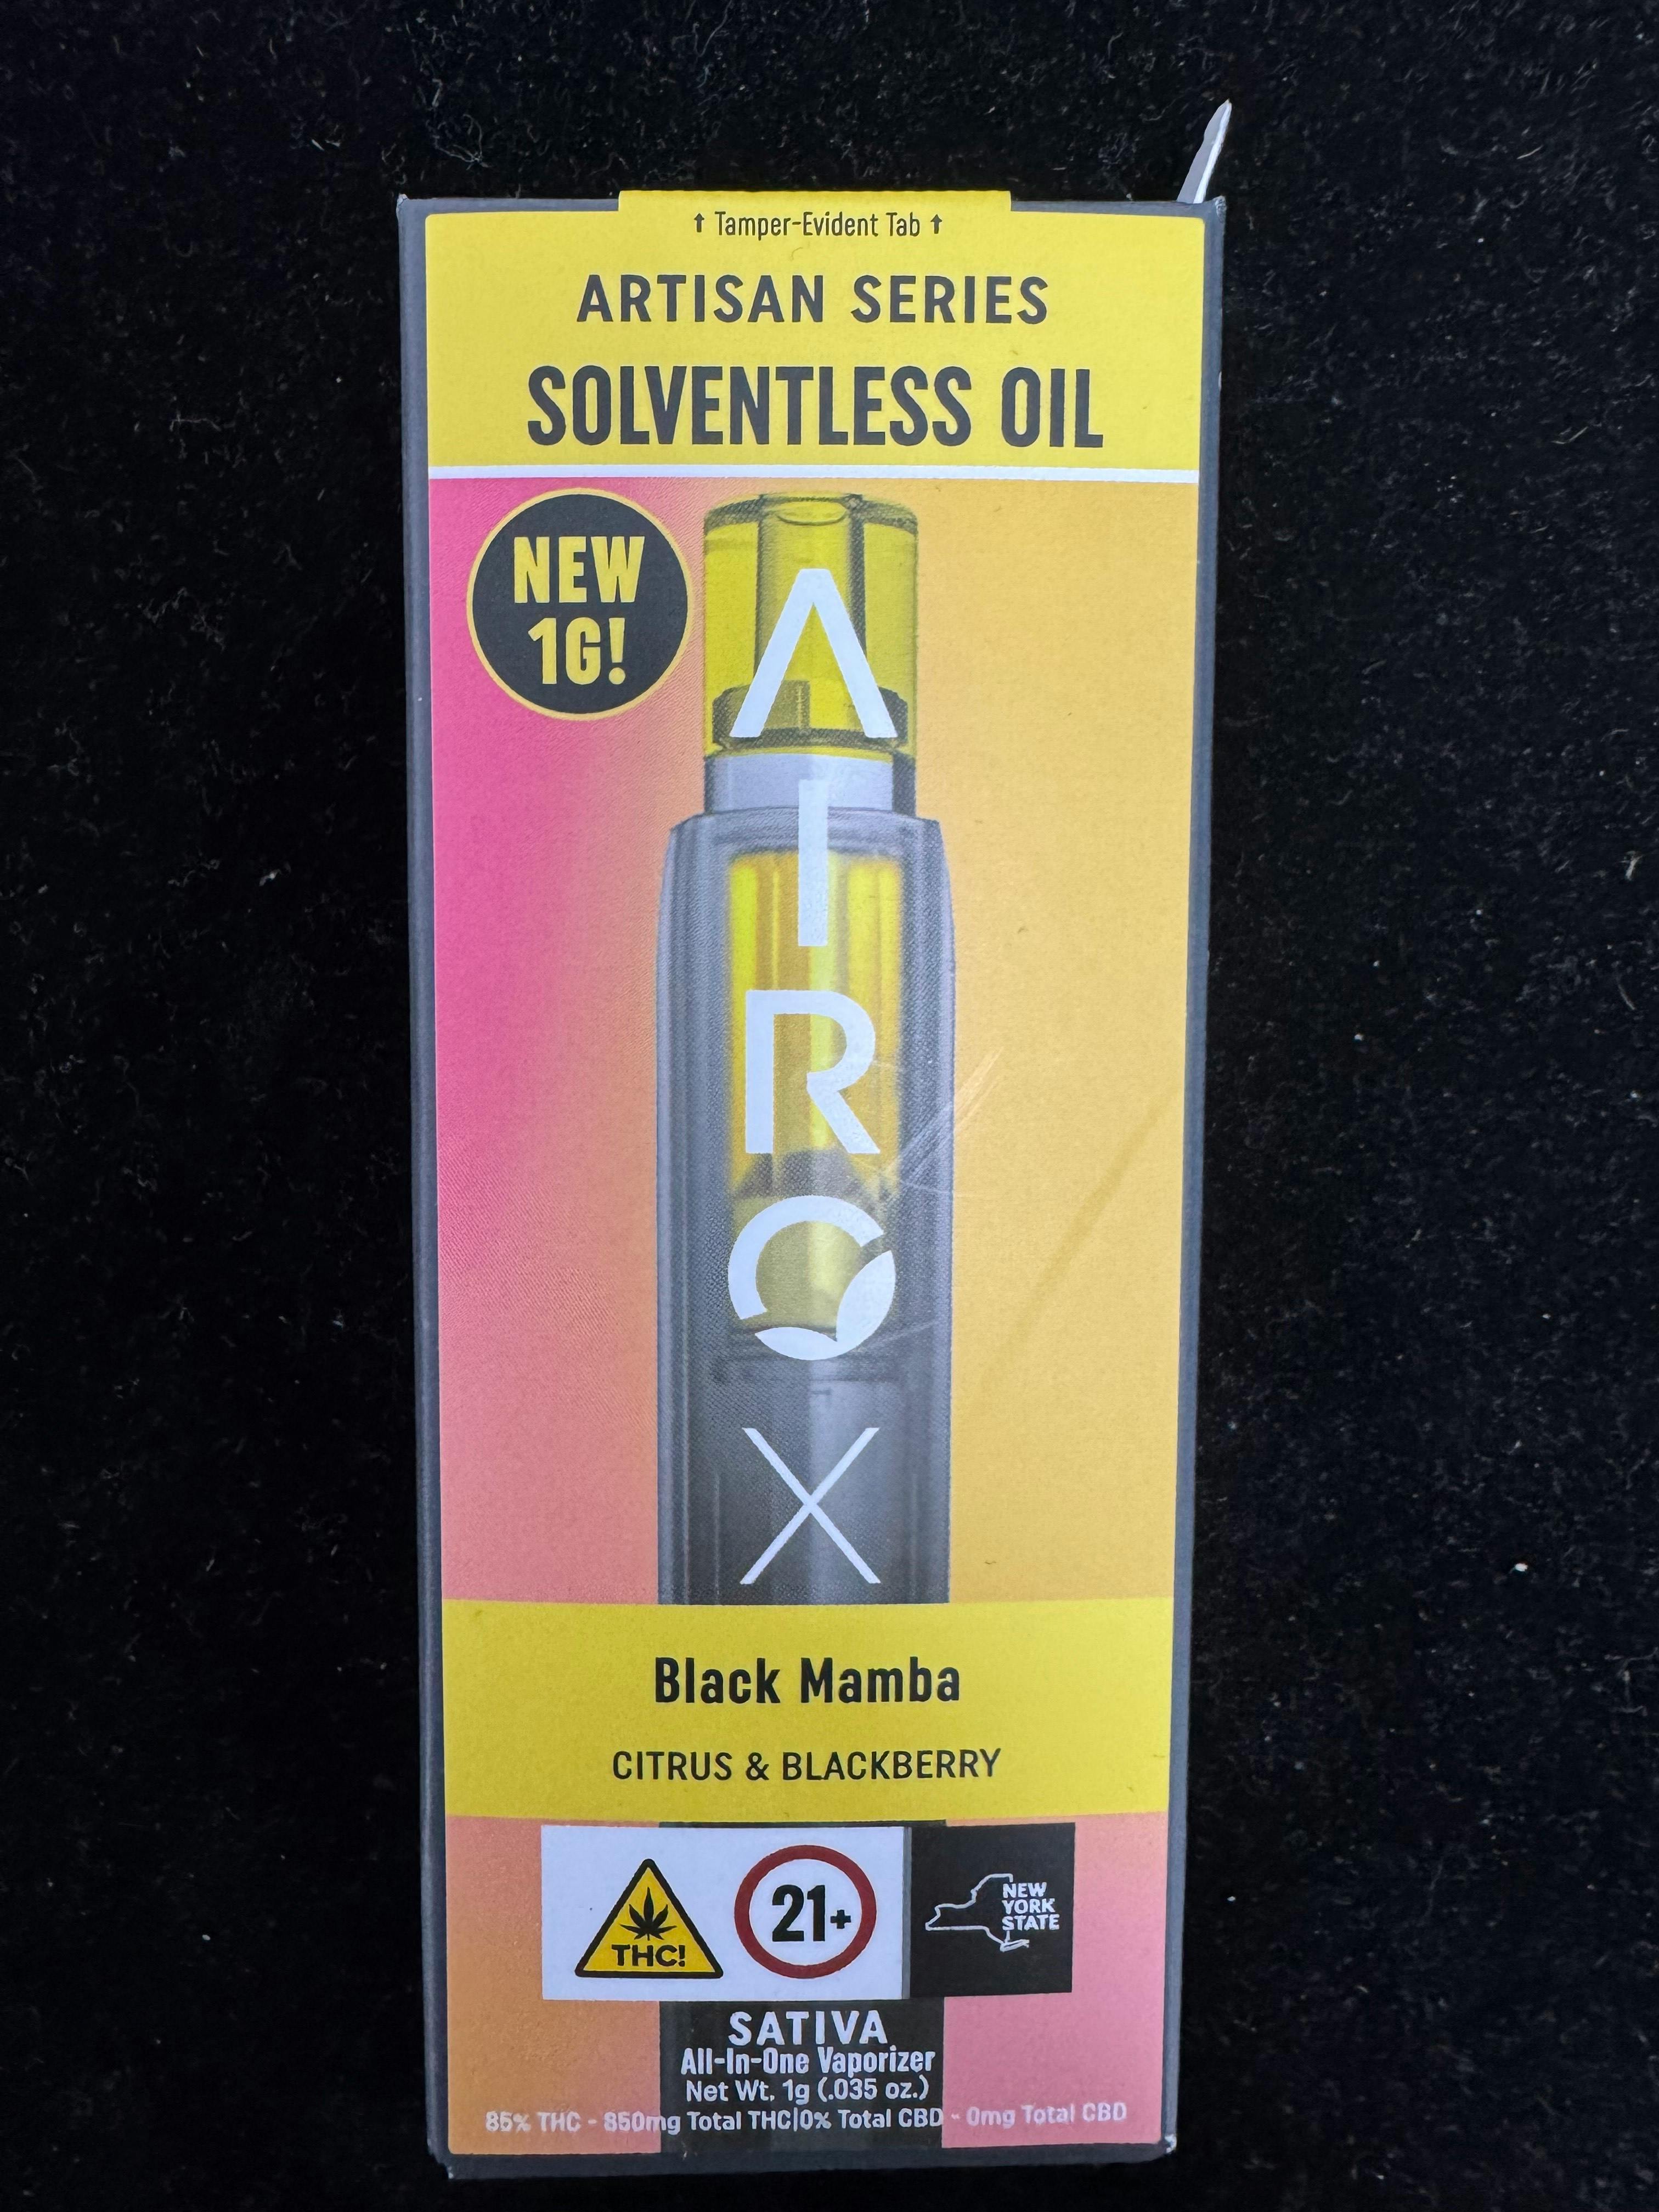 ↑ Tamper-Evident Tab ↑
ARTISAN SERIES
SOLVENTLESS OIL
NEW
1G!
AIRO
X
Black Mamba
CITRUS & BLACKBERRY
THC!
21+
NEW
YORK
STATE
SATIVA
All-In-One Vaporizer
Net Wt. 1g (.035 oz.)
85% THC - 850mg Total THC|0% Total CBD - 0mg Total CBD